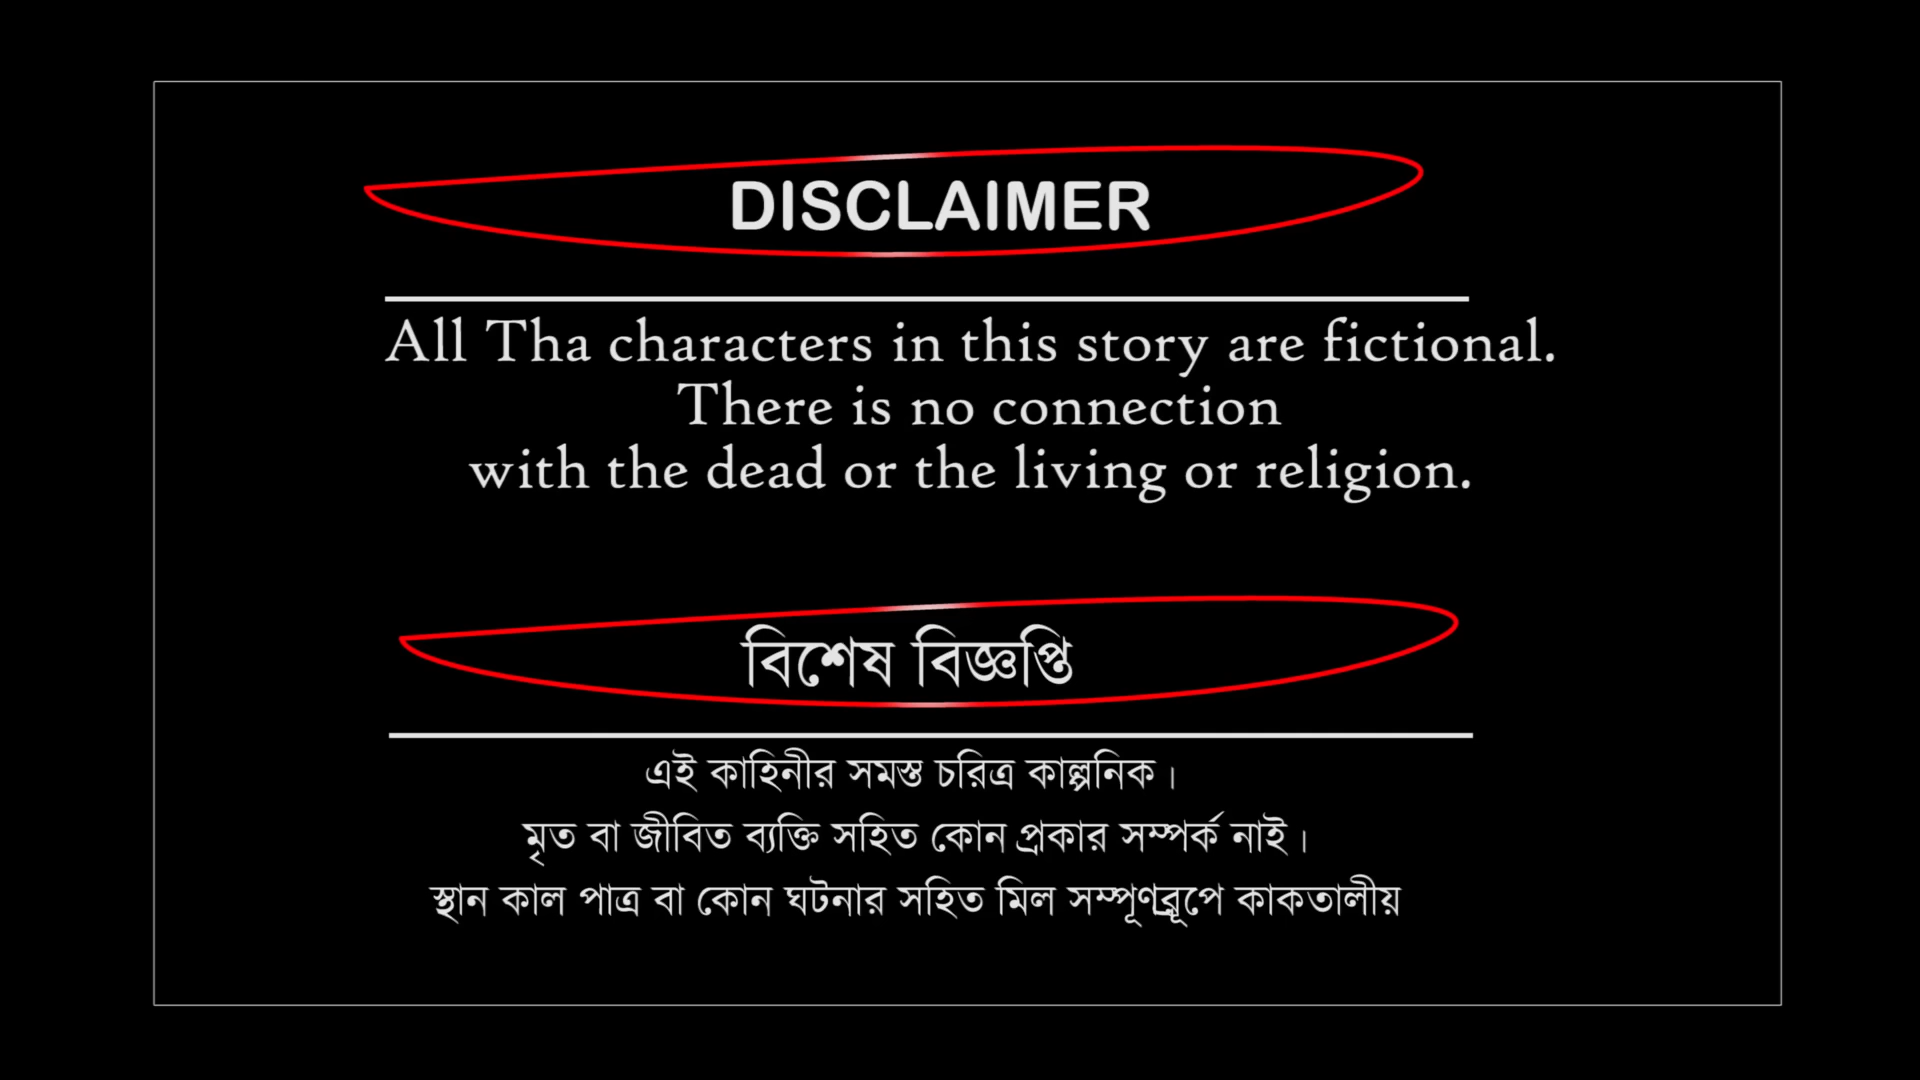 DISCLAIMER
All Tha characters in this story are fictional.
There is no connection
with the dead or the living or religion.
বিশেষ বিজ্ঞপ্তি
এই কাহিনীর সমস্ত চরিত্র কাল্পনিক।
মৃত বা জীবিত ব্যক্তি সহিত কোন প্রকার সম্পর্ক নাই।
স্থান কাল পাত্র বা কোন ঘটনার সহিত মিল সম্পূণব্রূপে কাকতালীয়